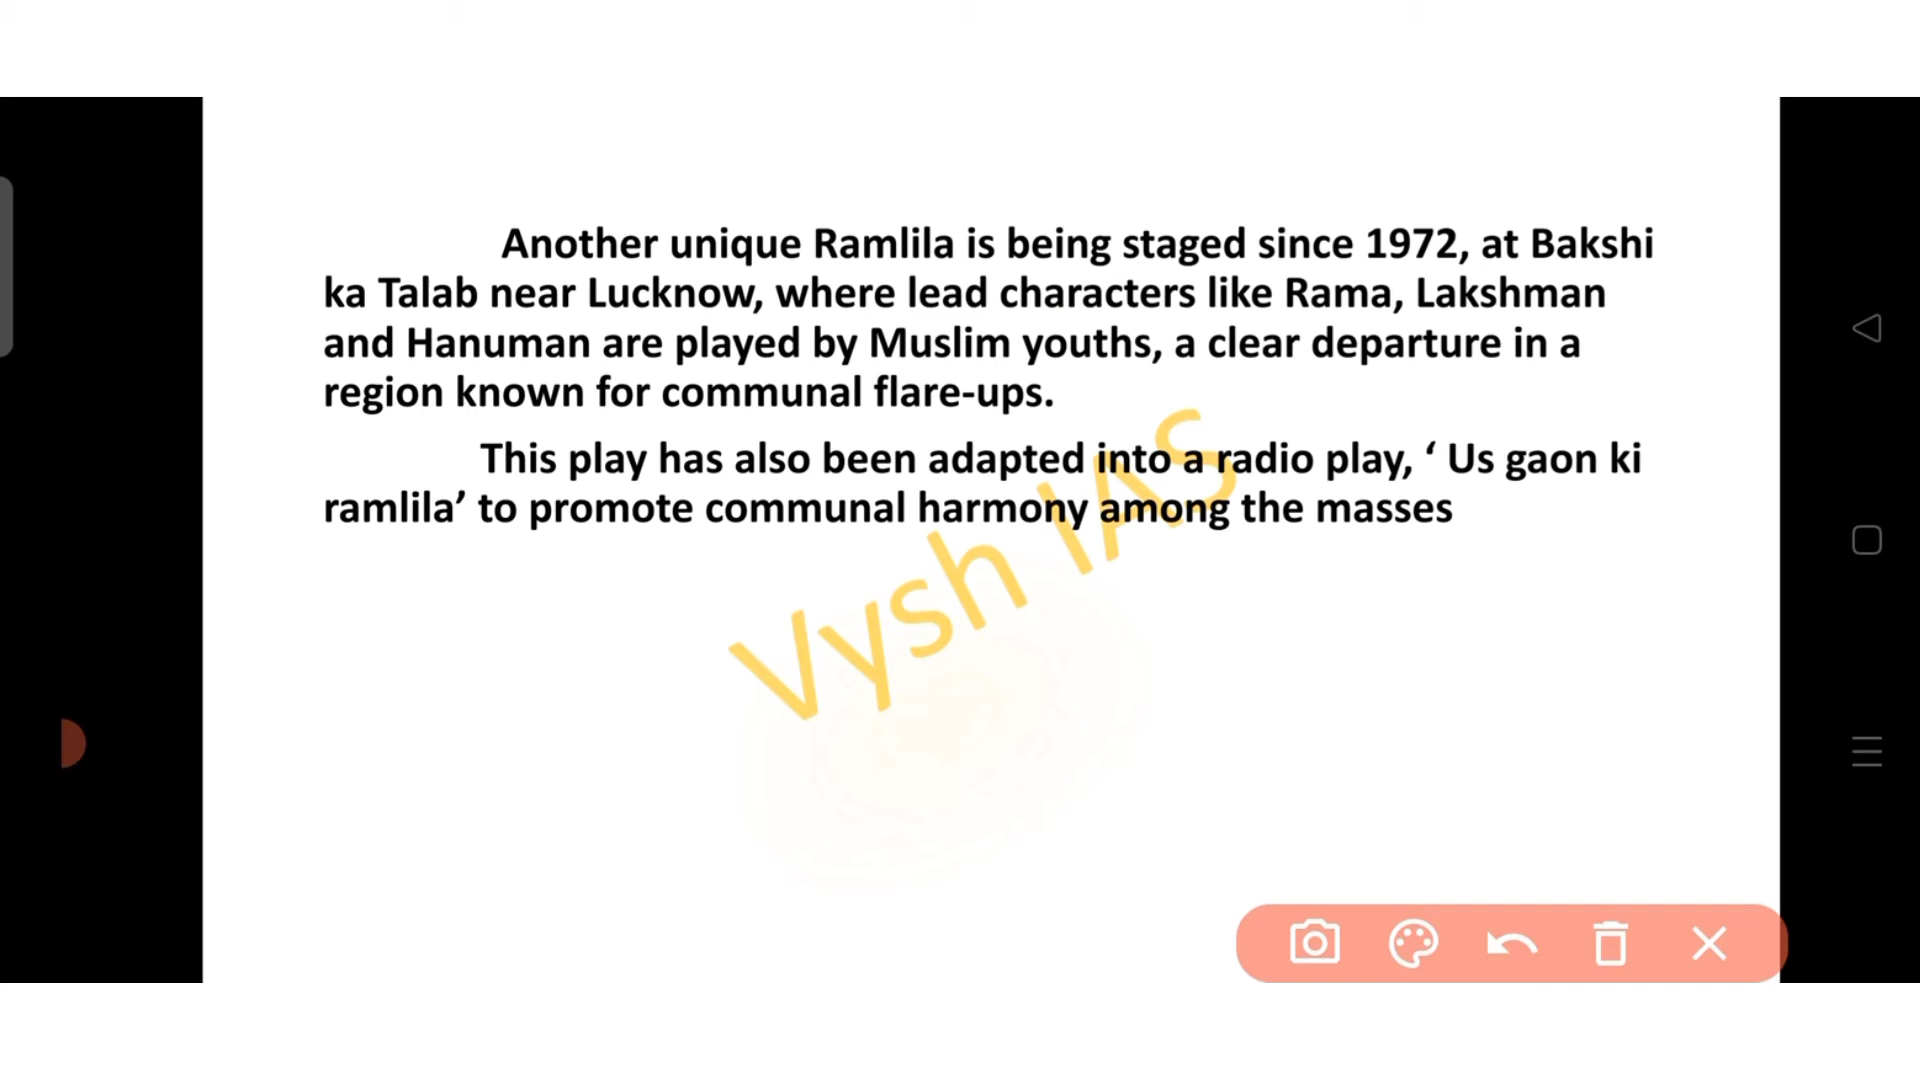 Another unique Ramlila is being staged since 1972, at Bakshi
ka Talab near Lucknow, where lead characters like Rama, Lakshman
and Hanuman are played by Muslim youths, a clear departure in a
region known for communal flare-ups.
This play has also been adapted into a radio play, ‘ Us gaon ki
ramlila’ to promote communal harmony among the masses
Vysh IAS